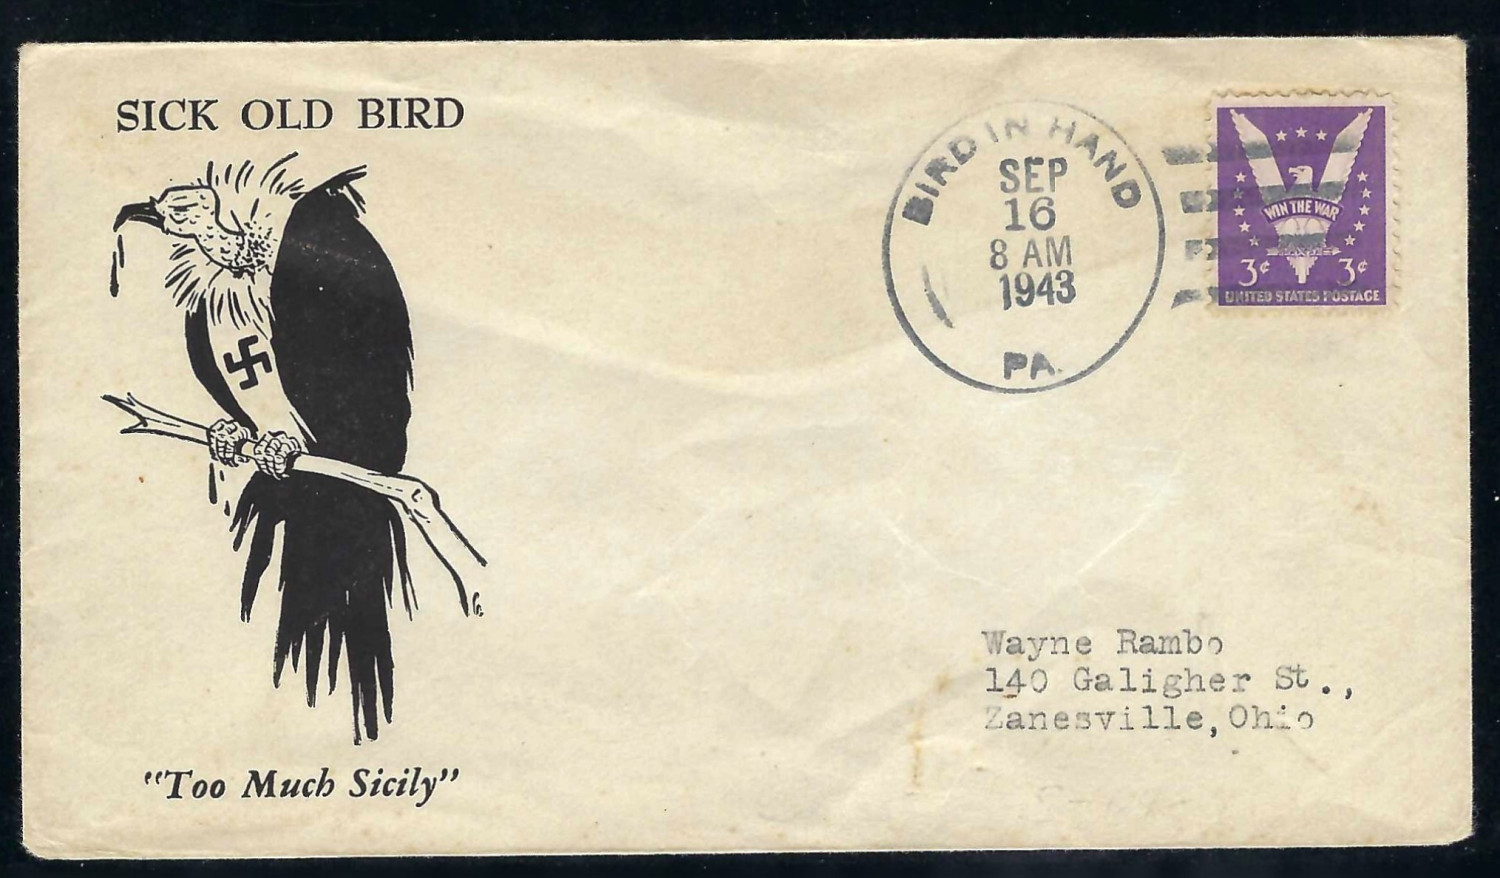 SICK OLD BIRD
"Too Much Sicily"
BIRD IN HAND
SEP
16
8 AM
1943
PA.
WIN THE WAR
3¢ 3¢
UNITED STATES POSTAGE
Wayne Rambo
140 Galigher St.,
Zanesville, Ohio